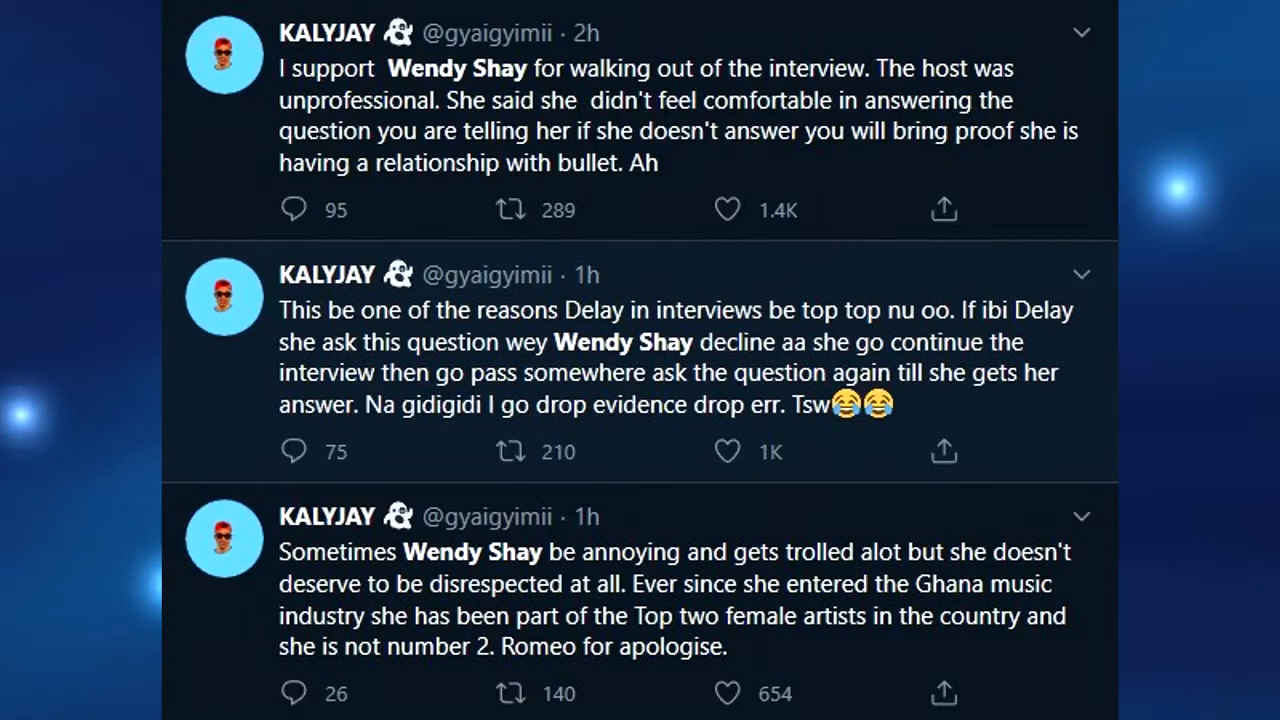 KALYJAY 👻 @gyaigyimii · 2h
I support  Wendy Shay for walking out of the interview. The host was
unprofessional. She said she  didn't feel comfortable in answering the
question you are telling her if she doesn't answer you will bring proof she is
having a relationship with bullet. Ah
95 289 1.4K
KALYJAY 👻 @gyaigyimii · 1h
This be one of the reasons Delay in interviews be top top nu oo. If ibi Delay
she ask this question wey Wendy Shay decline aa she go continue the
interview then go pass somewhere ask the question again till she gets her
answer. Na gidigidi I go drop evidence drop err. Tsw😂😂
75 210 1K
KALYJAY 👻 @gyaigyimii · 1h
Sometimes Wendy Shay be annoying and gets trolled alot but she doesn't
deserve to be disrespected at all. Ever since she entered the Ghana music
industry she has been part of the Top two female artists in the country and
she is not number 2. Romeo for apologise.
26 140 654